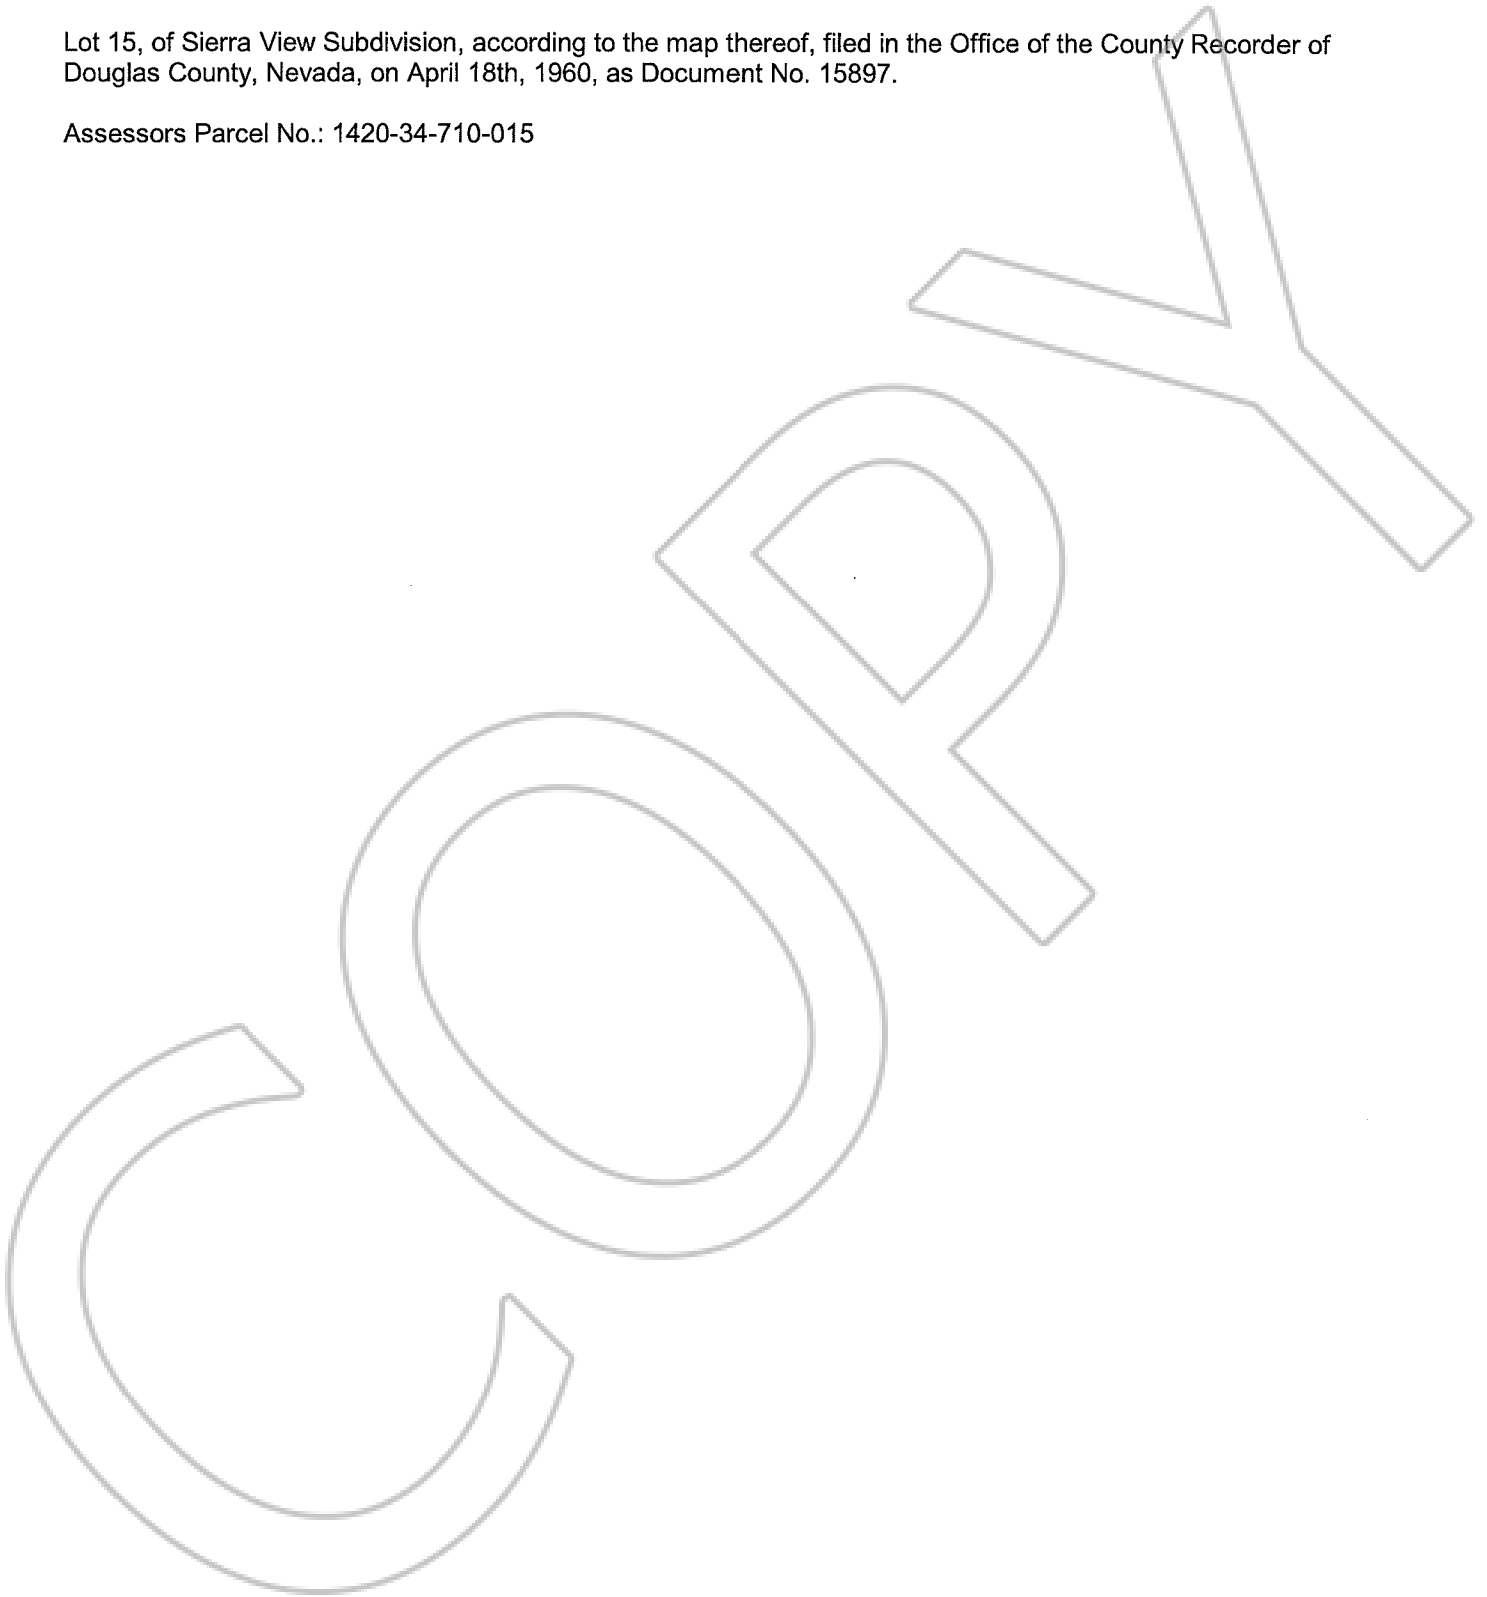 Lot 15, of Sierra View Subdivision, according to the map thereof, filed in the Office of the County Recorder of
Douglas County, Nevada, on April 18th, 1960, as Document No. 15897.
Assessors Parcel No.: 1420-34-710-015
COPY